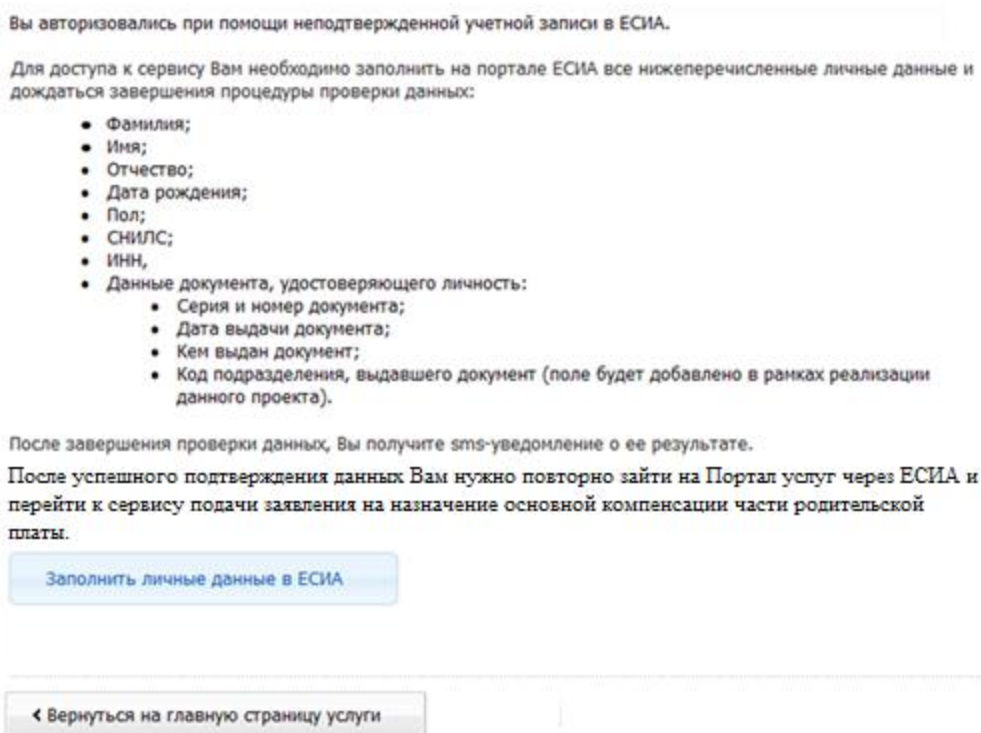 Вы авторизовались при помощи неподтвержденной учетной записи в ЕСИА.
Для доступа к сервису Вам необходимо заполнить на портале ЕСИА все нижеперечисленные личные данные и
дождаться завершения процедуры проверки данных:
• Фамилия;
• Имя;
• Отчество;
• Дата рождения;
• Пол;
• СНИЛС;
• ИНН,
• Данные документа, удостоверяющего личность:
• Серия и номер документа;
• Дата выдачи документа;
• Кем выдан документ;
• Код подразделения, выдавшего документ (поле будет добавлено в рамках реализации
данного проекта).
После завершения проверки данных, Вы получите sms-уведомление о ее результате.
После успешного подтверждения данных Вам нужно повторно зайти на Портал услуг через ЕСИА и
перейти к сервису подачи заявления на назначение основной компенсации части родительской
платы.
Заполнить личные данные в ЕСИА
Вернуться на главную страницу услуги